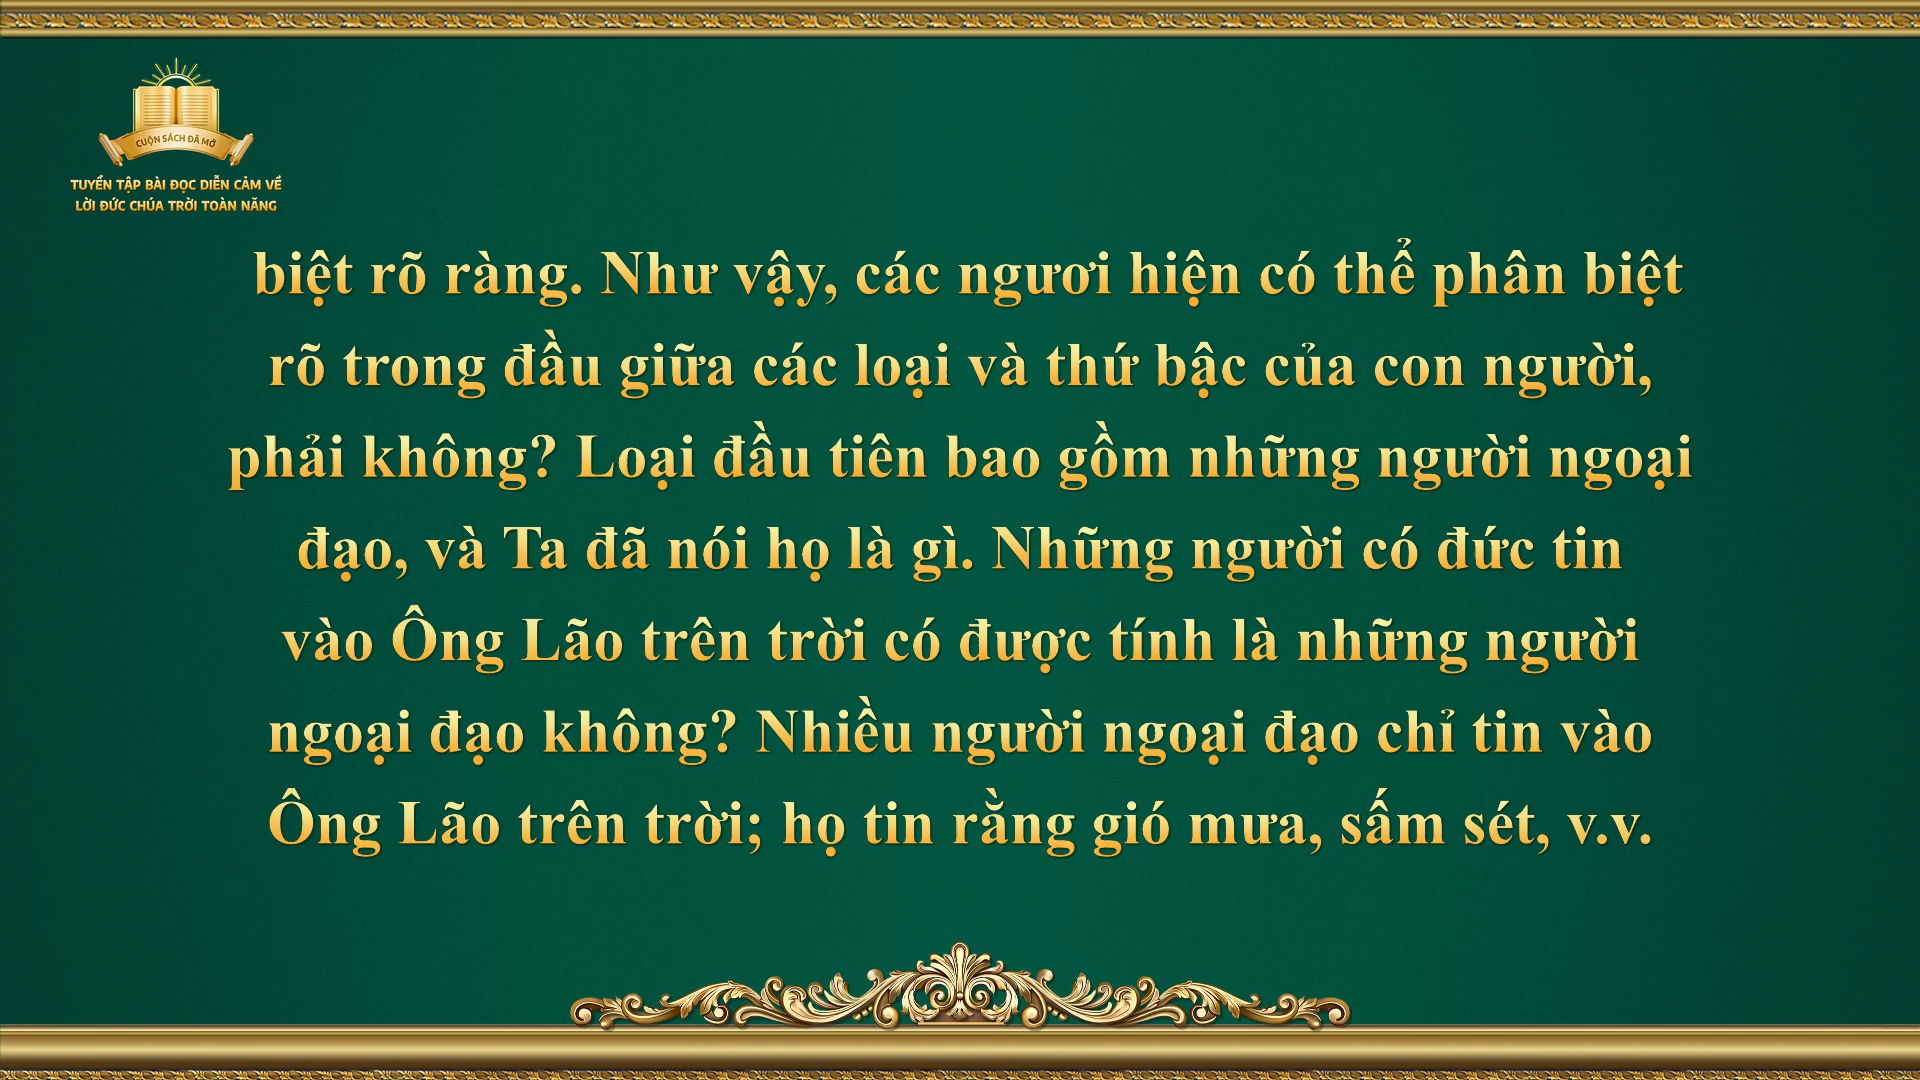 CUỘN SÁCH ĐÃ MỞ
TUYỂN TẬP BÀI ĐỌC DIỄN CẢM VỀ
LỜI ĐỨC CHÚA TRỜI TOÀN NĂNG
biệt rõ ràng. Như vậy, các ngươi hiện có thể phân biệt
rõ trong đầu giữa các loại và thứ bậc của con người,
phải không? Loại đầu tiên bao gồm những người ngoại
đạo, và Ta đã nói họ là gì. Những người có đức tin
vào Ông Lão trên trời có được tính là những người
ngoại đạo không? Nhiều người ngoại đạo chỉ tin vào
Ông Lão trên trời; họ tin rằng gió mưa, sấm sét, v.v.